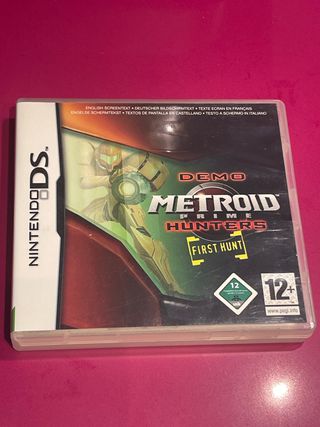 ENGLISH SCREENTEXT • DEUTSCHER BILDSCHIRMTEXT • TEXTE ECRAN EN FRANÇAIS
ENGELSE SCHERMTEKST • TEXTOS DE PANTALLA EN CASTELLANO • TESTO A SCHERMO IN ITALIANO
NINTENDO DS
DEMO
METROID
PRIME
HUNTERS
FIRST HUNT
12
12+
www.pegi.info